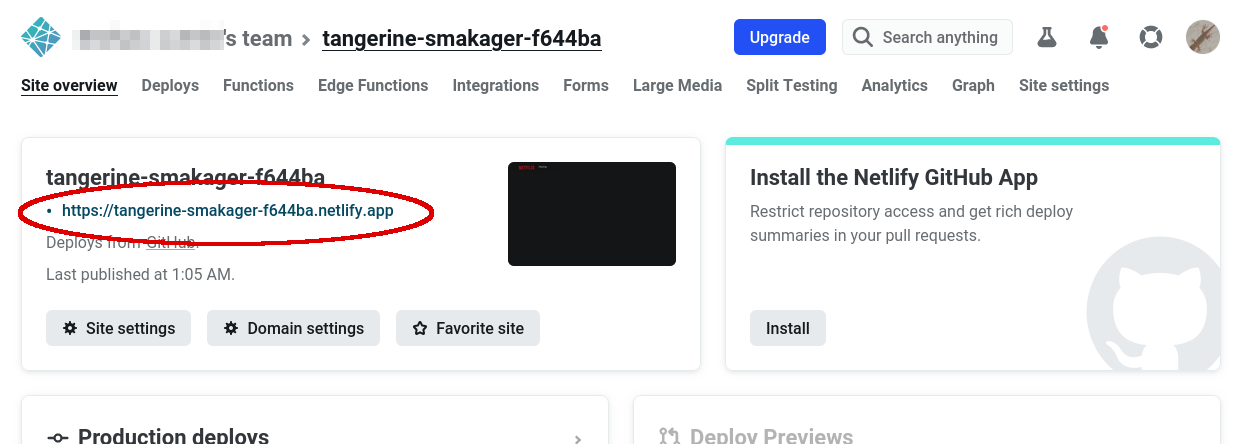 's team › tangerine-smakager-f644ba
Upgrade
Search anything
Site overview Deploys Functions Edge Functions Integrations Forms Large Media Split Testing Analytics Graph Site settings
tangerine-smakager-f644ba
• https://tangerine-smakager-f644ba.netlify.app
Deploys from GitHub.
Last published at 1:05 AM.
Site settings Domain settings Favorite site
Install the Netlify GitHub App
Restrict repository access and get rich deploy
summaries in your pull requests.
Install
Production deploys
Deploy Previews